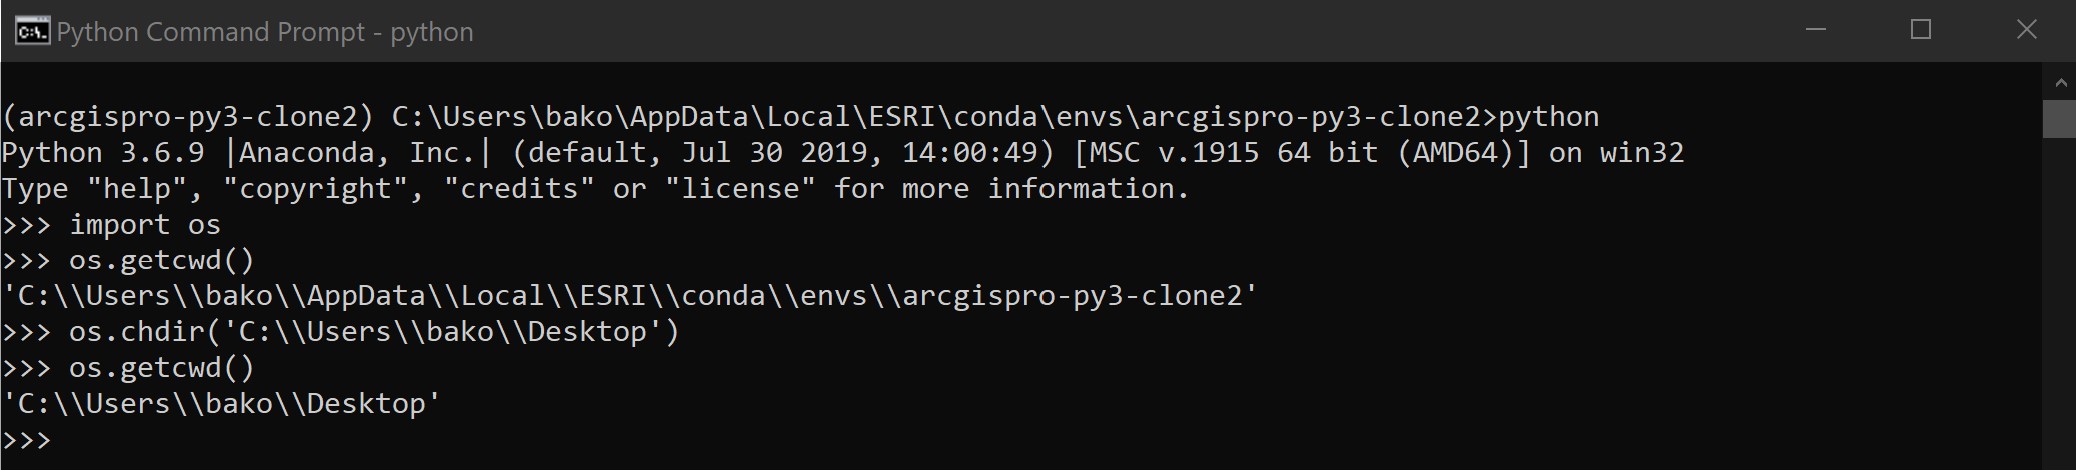 Python Command Prompt - python
(arcgispro-py3-clone2) C:\Users\bako\AppData\Local\ESRI\conda\envs\arcgispro-py3-clone2>python
Python 3.6.9 |Anaconda, Inc.| (default, Jul 30 2019, 14:00:49) [MSC v.1915 64 bit (AMD64)] on win32
Type "help", "copyright", "credits" or "license" for more information.
>>> import os
>>> os.getcwd()
'C:\\Users\\bako\\AppData\\Local\\ESRI\\conda\\envs\\arcgispro-py3-clone2'
>>> os.chdir('C:\\Users\\bako\\Desktop')
>>> os.getcwd()
'C:\\Users\\bako\\Desktop'
>>>